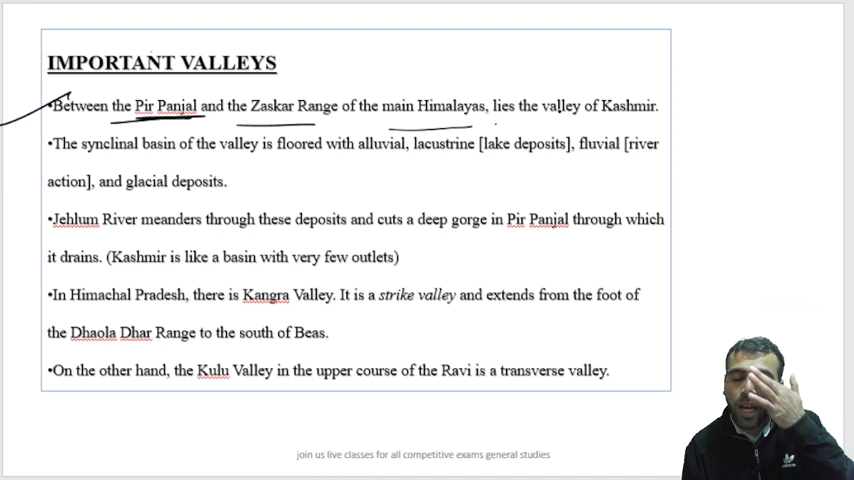 IMPORTANT VALLEYS
•Between the Pir Panjal and the Zaskar Range of the main Himalayas, lies the valley of Kashmir.
•The synclinal basin of the valley is floored with alluvial, lacustrine [lake deposits], fluvial [river
action], and glacial deposits.
•Jehlum River meanders through these deposits and cuts a deep gorge in Pir Panjal through which
it drains. (Kashmir is like a basin with very few outlets)
•In Himachal Pradesh, there is Kangra Valley. It is a strike valley and extends from the foot of
the Dhaola Dhar Range to the south of Beas.
•On the other hand, the Kulu Valley in the upper course of the Ravi is a transverse valley.
join us live classes for all competitive exams general studies